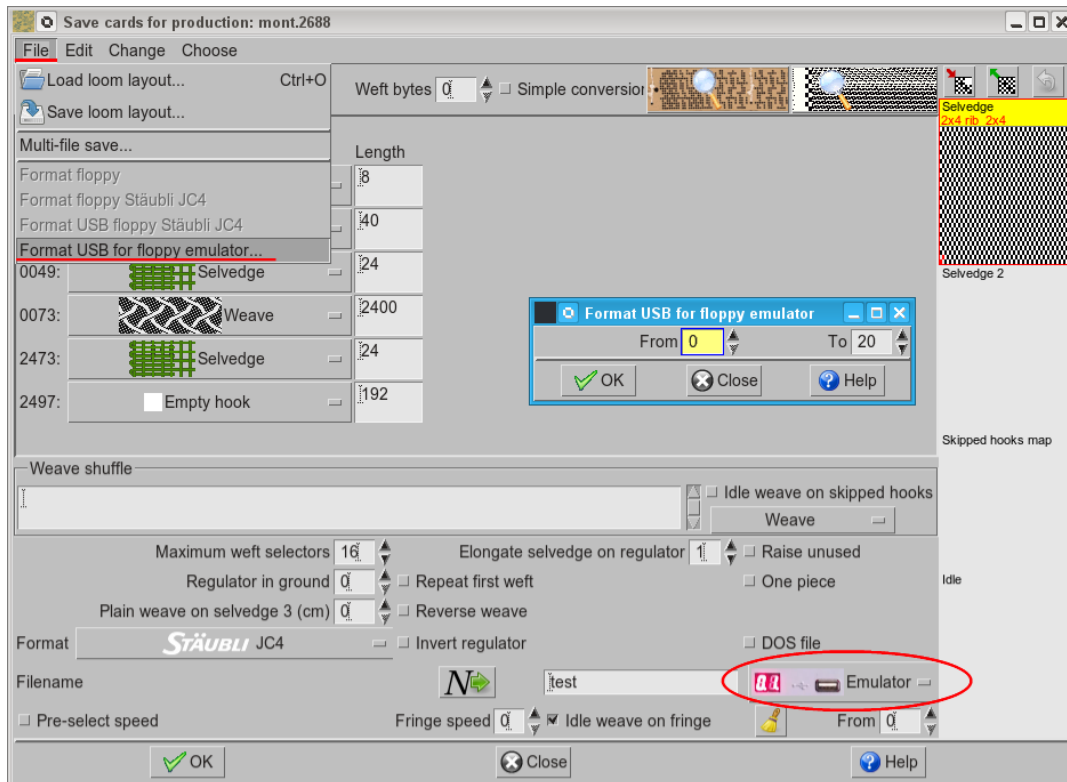 Save cards for production: mont.2688
File Edit Change Choose
Load loom layout... Ctrl+O
Save loom layout...
Multi-file save...
Format floppy
Format floppy Stäubli JC4
Format USB floppy Stäubli JC4
Format USB for floppy emulator...
Weft bytes 0 Simple conversion
Selvedge
2x4 rib 2x4
Length
8
40
0049: Selvedge 24
Selvedge 2
0073: Weave 2400
2473: Selvedge 24
2497: Empty hook 192
Format USB for floppy emulator
From 0 To 20
OK Close Help
Skipped hooks map
Weave shuffle
Idle weave on skipped hooks
Weave
Maximum weft selectors 16 Elongate selvedge on regulator 1 Raise unused
Regulator in ground 0 Repeat first weft One piece
Idle
Plain weave on selvedge 3 (cm) 0 Reverse weave
Format STÄUBLI JC4 Invert regulator DOS file
Filename N test Emulator
Pre-select speed Fringe speed 0 Idle weave on fringe From 0
OK Close Help